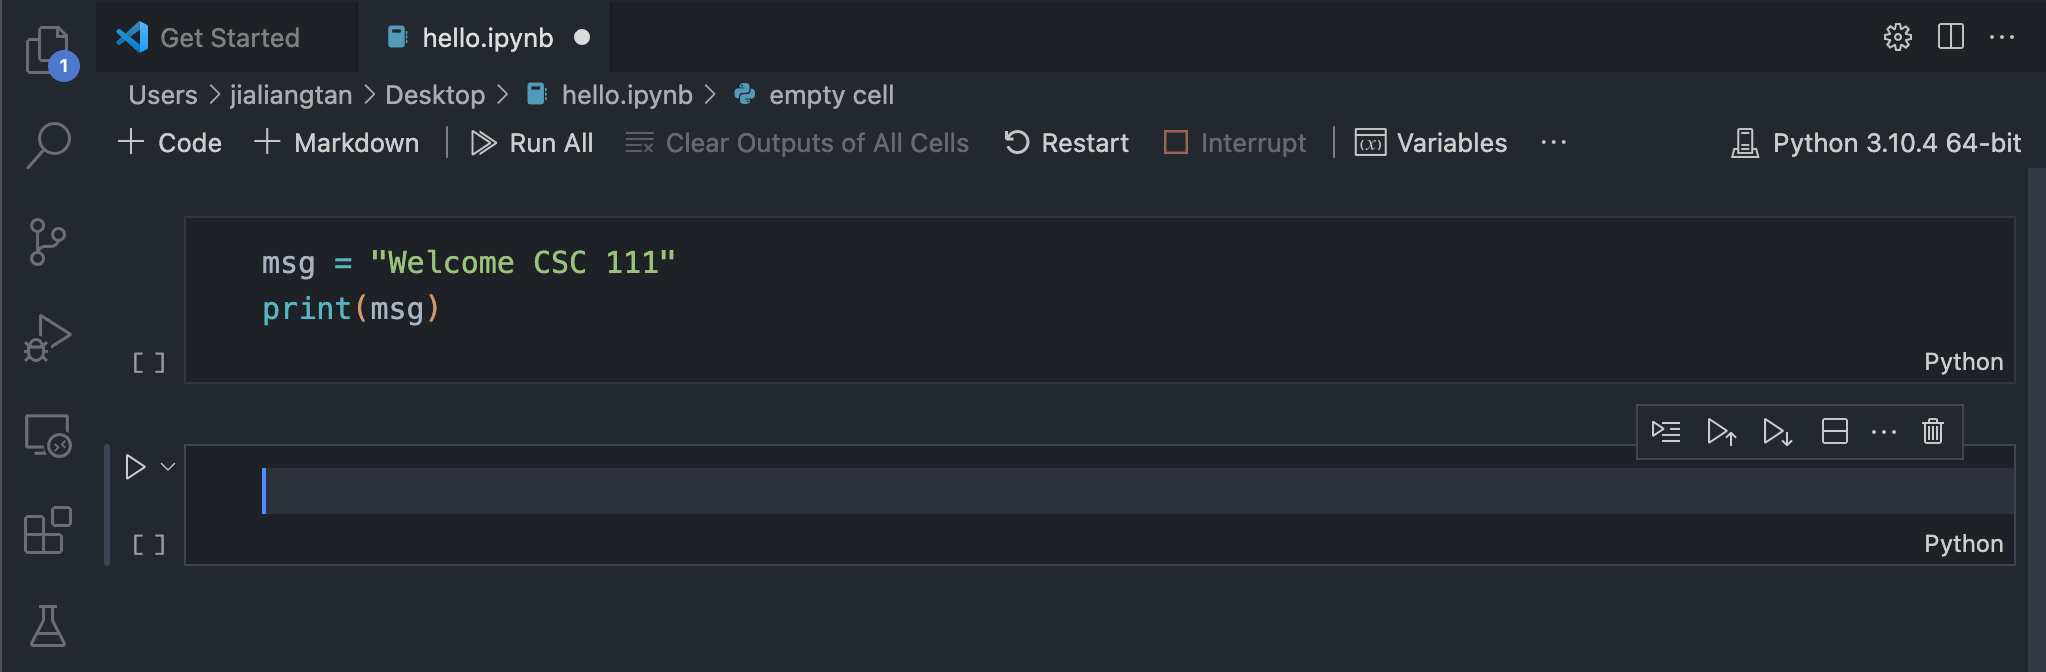 Get Started hello.ipynb
1
Users > jialiangtan > Desktop > hello.ipynb > empty cell
+ Code + Markdown Run All Clear Outputs of All Cells Restart Interrupt (x) Variables ... Python 3.10.4 64-bit
msg = "Welcome CSC 111"
print(msg)
[ ] Python
[ ] Python